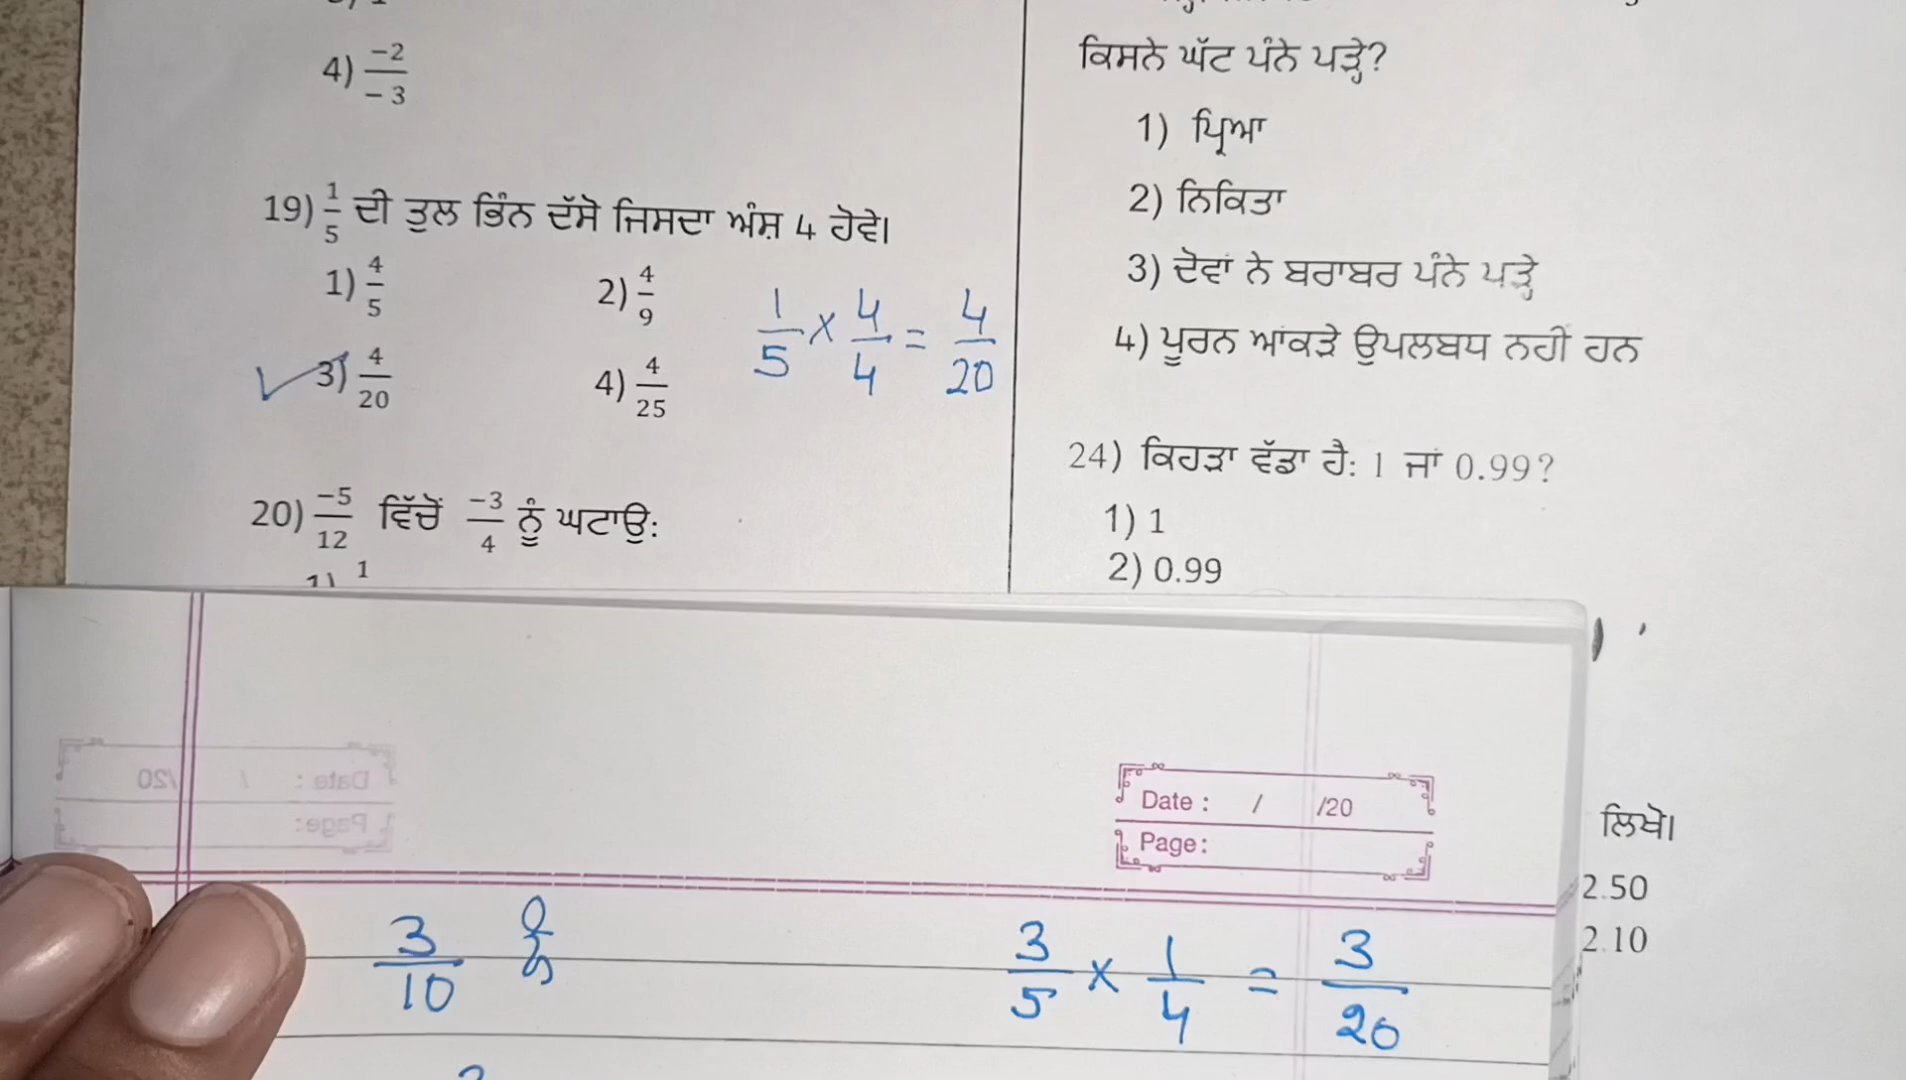 4) -2/-3
19) 1/5 ਦੀ ਤੁਲ ਭਿੰਨ ਦੱਸੋ ਜਿਸਦਾ ਅੰਸ਼ 4 ਹੋਵੇ।
1) 4/5 2) 4/9
3) 4/20 4) 4/25
1/5 × 4/4 = 4/20
20) -5/12 ਵਿੱਚੋਂ -3/4 ਨੂੰ ਘਟਾਉ:
1) 1
ਕਿਸਨੇ ਘੱਟ ਪੰਨੇ ਪੜ੍ਹੇ?
1) ਪ੍ਰਿਆ
2) ਨਿਕਿਤਾ
3) ਦੋਵਾਂ ਨੇ ਬਰਾਬਰ ਪੰਨੇ ਪੜ੍ਹੇ
4) ਪੂਰਨ ਆਂਕੜੇ ਉਪਲਬਧ ਨਹੀਂ ਹਨ
24) ਕਿਹੜਾ ਵੱਡਾ ਹੈ: 1 ਜਾਂ 0.99?
1) 1
2) 0.99
ਲਿਖੋ।
2.50
2.10
Date : / /20
Page:
3/10
3/5 × 1/4 = 3/20